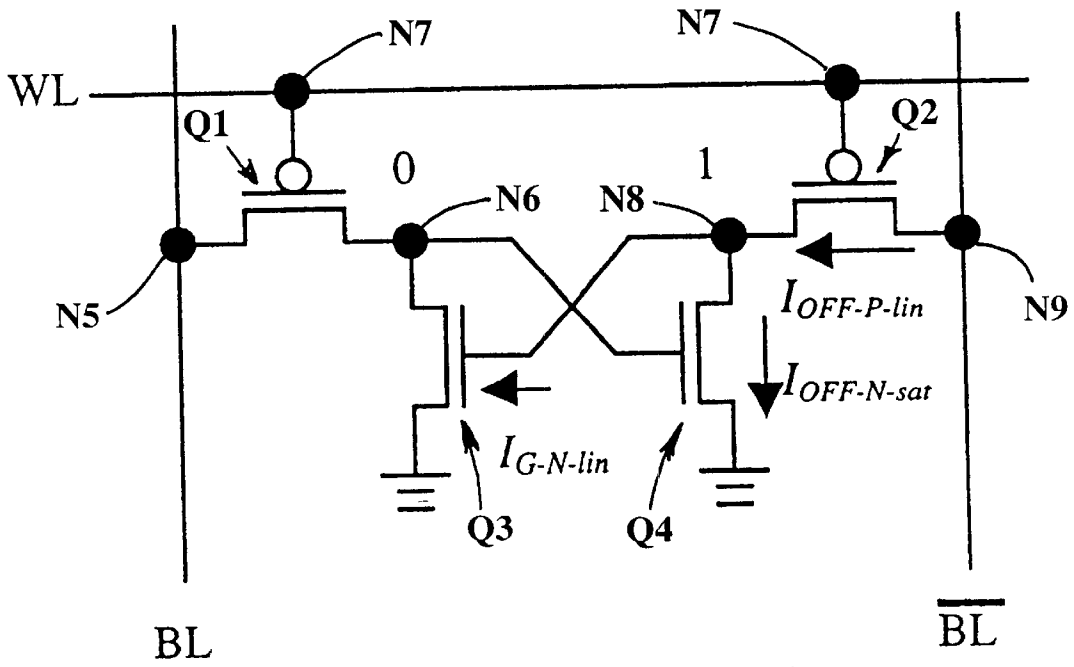 N7
N7
WL
Q1
Q2
0
1
N6
N8
N5
N9
I_{OFF-P-lin}
I_{OFF-N-sat}
I_{G-N-lin}
Q3
Q4
BL
\overline{BL}